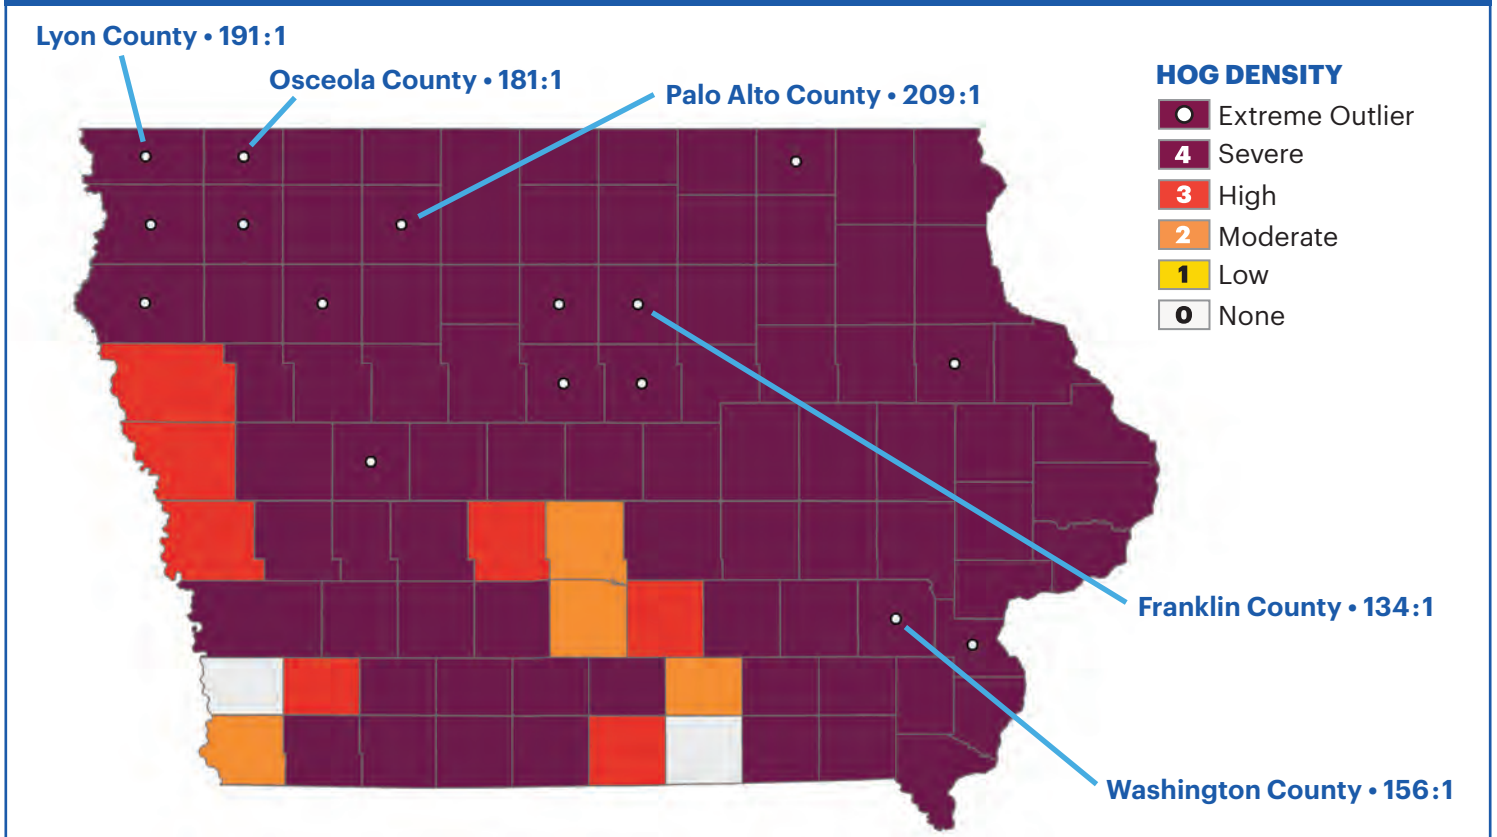 Lyon County • 191:1
Osceola County • 181:1
Palo Alto County • 209:1
HOG DENSITY
Extreme Outlier
4 Severe
3 High
2 Moderate
1 Low
0 None
Franklin County • 134:1
Washington County • 156:1